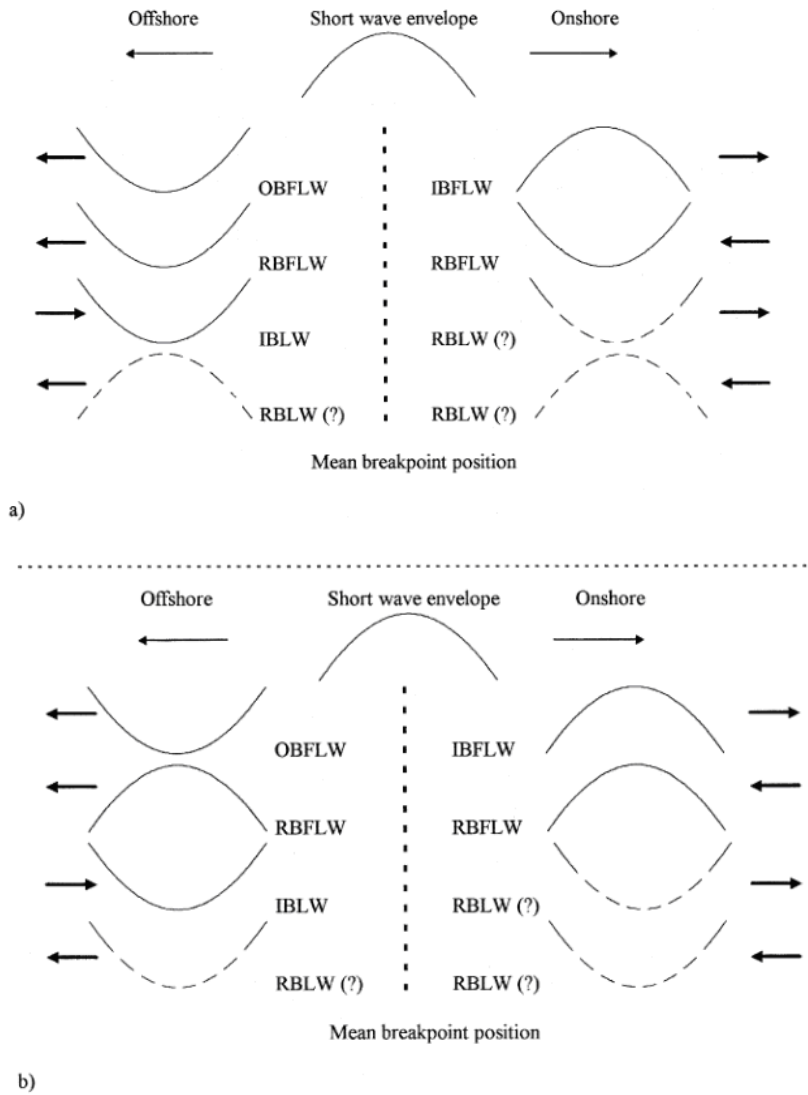 Offshore Short wave envelope Onshore
OBFLW IBFLW
RBFLW RBFLW
IBLW RBLW (?)
RBLW (?) RBLW (?)
Mean breakpoint position
a)
Offshore Short wave envelope Onshore
OBFLW IBFLW
RBFLW RBFLW
IBLW RBLW (?)
RBLW (?) RBLW (?)
Mean breakpoint position
b)